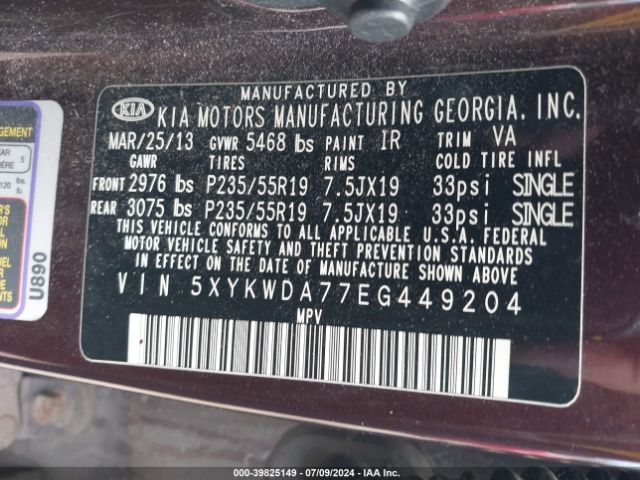 MANUFACTURED BY
KIA KIA MOTORS MANUFACTURING GEORGIA, INC.
MAR/25/13 GVWR 5468 lbs PAINT IR TRIM VA
GAWR TIRES RIMS COLD TIRE INFL
FRONT 2976 lbs P235/55R19 7.5JX19 33psi SINGLE
REAR 3075 lbs P235/55R19 7.5JX19 33psi SINGLE
THIS VEHICLE CONFORMS TO ALL APPLICABLE U.S.A. FEDERAL
MOTOR VEHICLE SAFETY AND THEFT PREVENTION STANDARDS
IN EFFECT ON THE DATE OF MANUFACTURE SHOWN ABOVE.
VIN 5XYKWDA77EG449204
MPV
U890
000-39825149 | 07/09/2024 | IAA Inc.